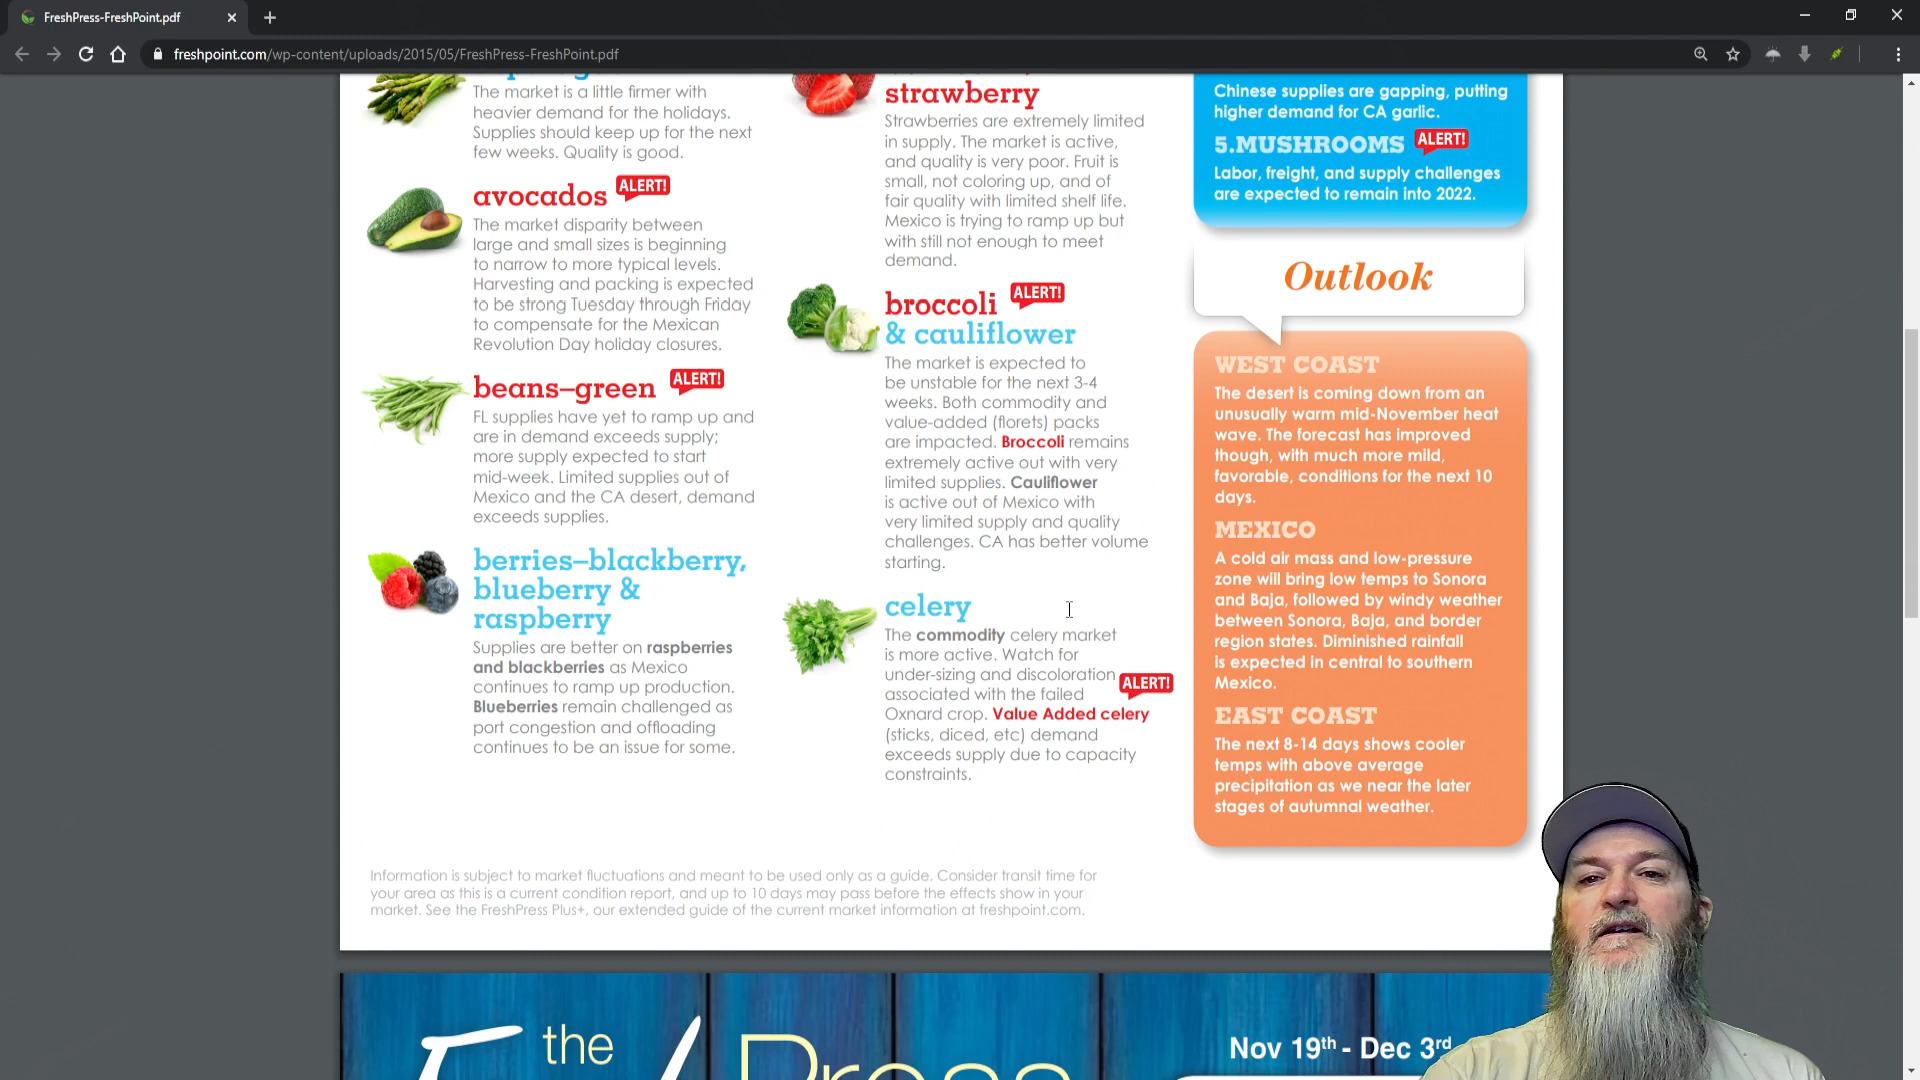 FreshPress-FreshPoint.pdf
freshpoint.com/wp-content/uploads/2015/05/FreshPress-FreshPoint.pdf
The market is a little firmer with
heavier demand for the holidays.
Supplies should keep up for the next
few weeks. Quality is good.
avocados ALERT!
The market disparity between
large and small sizes is beginning
to narrow to more typical levels.
Harvesting and packing is expected
to be strong Tuesday through Friday
to compensate for the Mexican
Revolution Day holiday closures.
beans–green ALERT!
FL supplies have yet to ramp up and
are in demand exceeds supply;
more supply expected to start
mid-week. Limited supplies out of
Mexico and the CA desert, demand
exceeds supplies.
berries–blackberry,
blueberry &
raspberry
Supplies are better on raspberries
and blackberries as Mexico
continues to ramp up production.
Blueberries remain challenged as
port congestion and offloading
continues to be an issue for some.
strawberry
Strawberries are extremely limited
in supply. The market is active,
and quality is very poor. Fruit is
small, not coloring up, and of
fair quality with limited shelf life.
Mexico is trying to ramp up but
with still not enough to meet
demand.
broccoli ALERT!
& cauliflower
The market is expected to
be unstable for the next 3-4
weeks. Both commodity and
value-added (florets) packs
are impacted. Broccoli remains
extremely active out with very
limited supplies. Cauliflower
is active out of Mexico with
very limited supply and quality
challenges. CA has better volume
starting.
celery
The commodity celery market
is more active. Watch for
under-sizing and discoloration
associated with the failed ALERT!
Oxnard crop. Value Added celery
(sticks, diced, etc) demand
exceeds supply due to capacity
constraints.
Chinese supplies are gapping, putting
higher demand for CA garlic.
5.MUSHROOMS ALERT!
Labor, freight, and supply challenges
are expected to remain into 2022.
Outlook
WEST COAST
The desert is coming down from an
unusually warm mid-November heat
wave. The forecast has improved
though, with much more mild,
favorable, conditions for the next 10
days.
MEXICO
A cold air mass and low-pressure
zone will bring low temps to Sonora
and Baja, followed by windy weather
between Sonora, Baja, and border
region states. Diminished rainfall
is expected in central to southern
Mexico.
EAST COAST
The next 8-14 days shows cooler
temps with above average
precipitation as we near the later
stages of autumnal weather.
Information is subject to market fluctuations and meant to be used only as a guide. Consider transit time for
your area as this is a current condition report, and up to 10 days may pass before the effects show in your
market. See the FreshPress Plus+, our extended guide of the current market information at freshpoint.com.
the
Press
Nov 19th - Dec 3rd